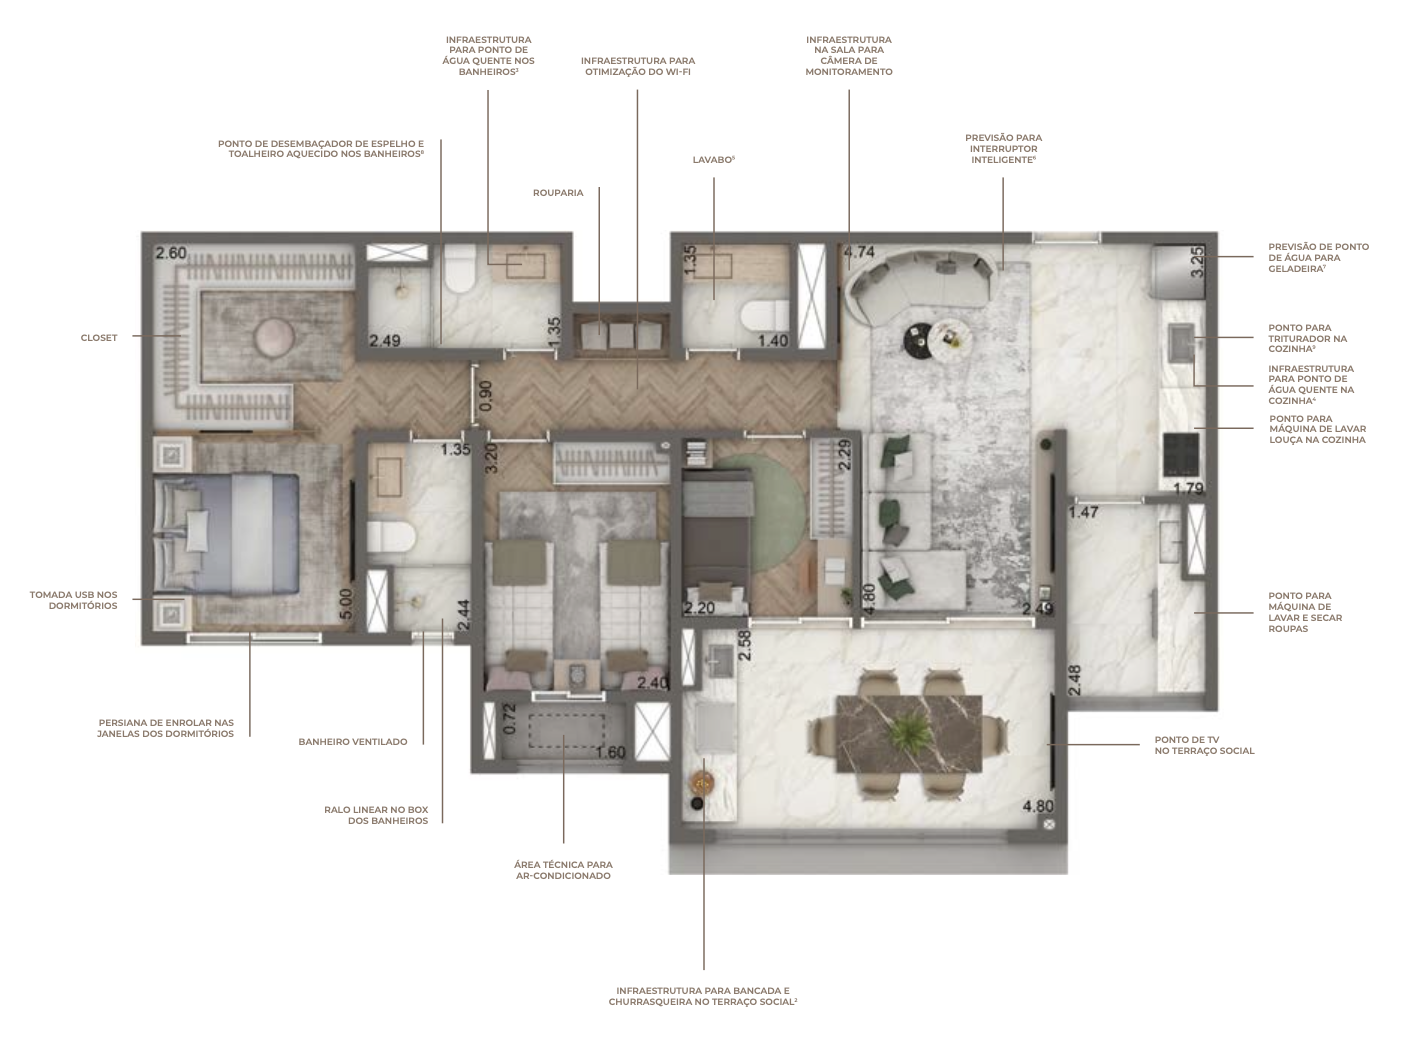 INFRAESTRUTURA
PARA PONTO DE
ÁGUA QUENTE NOS
BANHEIROS³
INFRAESTRUTURA PARA
OTIMIZAÇÃO DO WI-FI
INFRAESTRUTURA
NA SALA PARA
CÂMERA DE
MONITORAMENTO
PONTO DE DESEMBAÇADOR DE ESPELHO E
TOALHEIRO AQUECIDO NOS BANHEIROS⁸
LAVABO⁵
PREVISÃO PARA
INTERRUPTOR
INTELIGENTE⁶
ROUPARIA
PREVISÃO DE PONTO
DE ÁGUA PARA
GELADEIRA⁷
CLOSET
PONTO PARA
TRITURADOR NA
COZINHA⁹
INFRAESTRUTURA
PARA PONTO DE
ÁGUA QUENTE NA
COZINHA⁴
PONTO PARA
MÁQUINA DE LAVAR
LOUÇA NA COZINHA
2.60
2.49
1.35
1.35
1.40
4.74
3.25
0.90
1.35
3.20
2.29
1.79
1.47
5.00
2.44
2.20
4.80
2.49
2.58
2.40
2.48
0.72
1.60
4.80
TOMADA USB NOS
DORMITÓRIOS
PONTO PARA
MÁQUINA DE
LAVAR E SECAR
ROUPAS
PERSIANA DE ENROLAR NAS
JANELAS DOS DORMITÓRIOS
BANHEIRO VENTILADO
PONTO DE TV
NO TERRAÇO SOCIAL
RALO LINEAR NO BOX
DOS BANHEIROS
ÁREA TÉCNICA PARA
AR-CONDICIONADO
INFRAESTRUTURA PARA BANCADA E
CHURRASQUEIRA NO TERRAÇO SOCIAL²